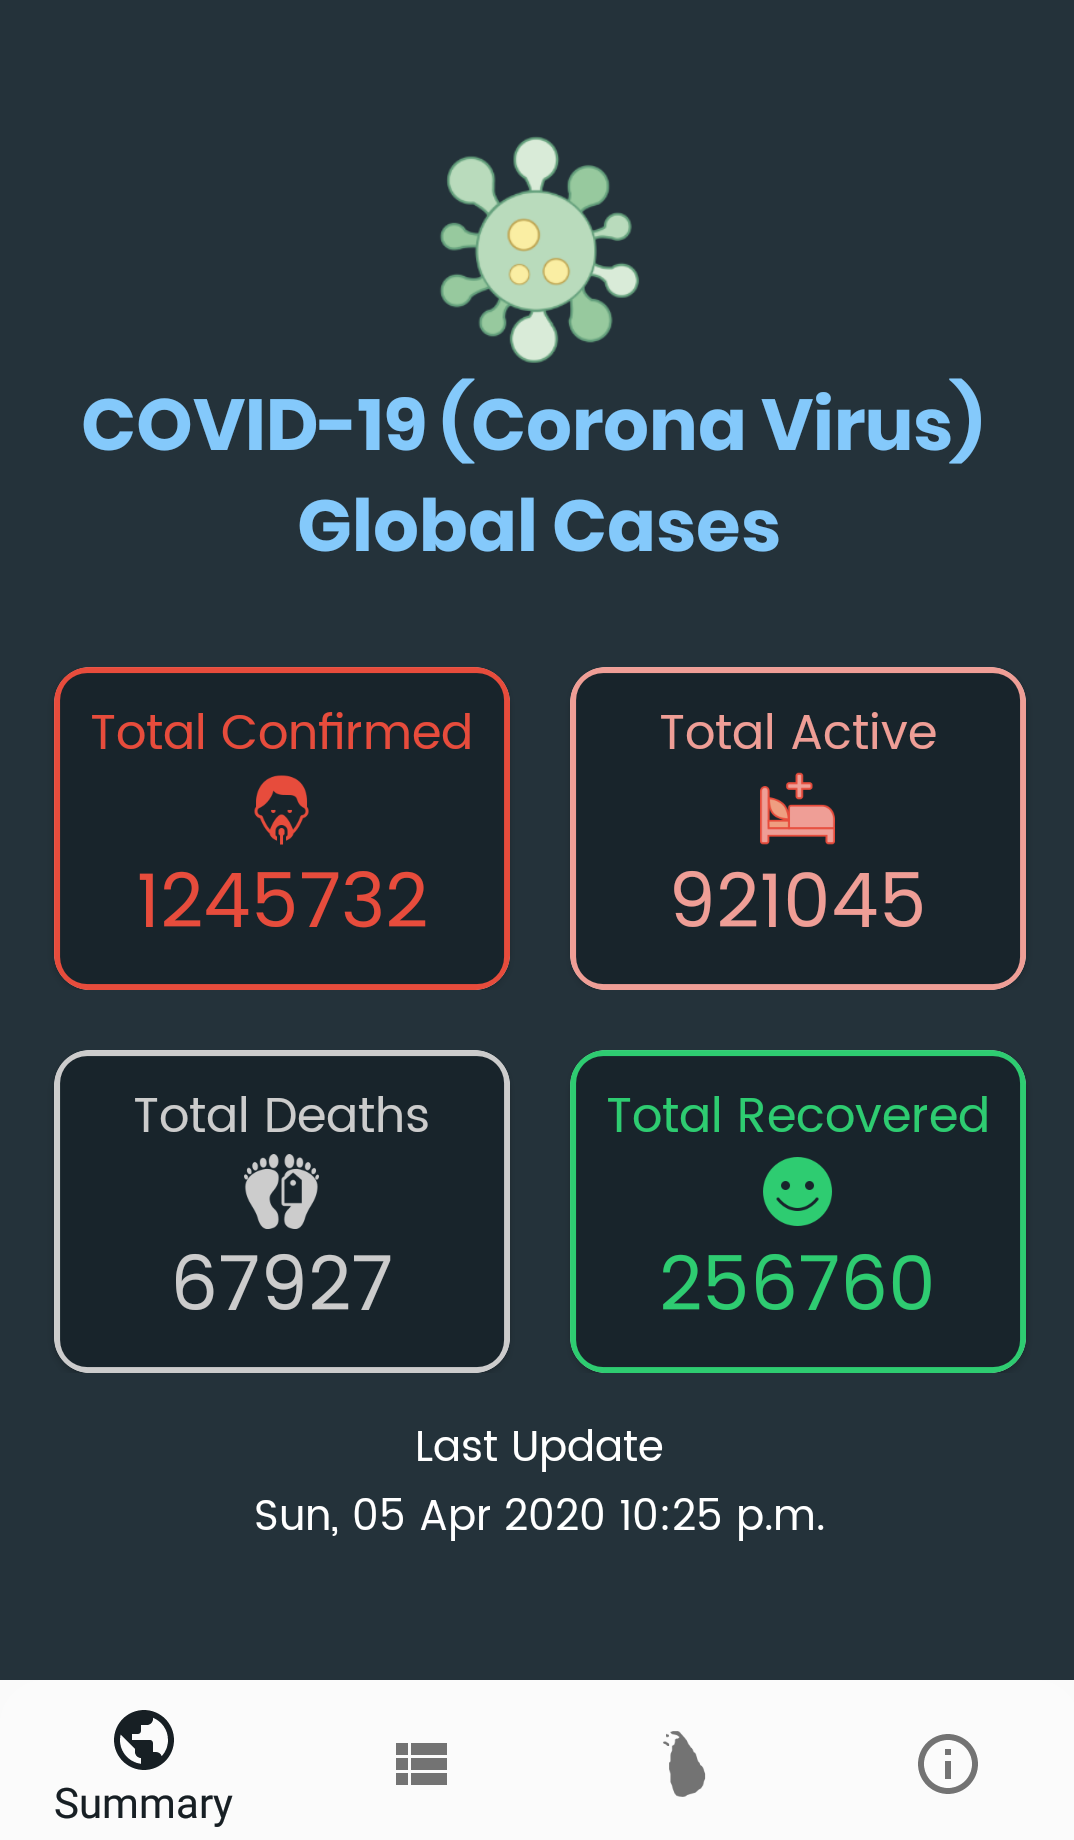 COVID-19 (Corona Virus)
Global Cases
Total Confirmed
1245732
Total Active
921045
Total Deaths
67927
Total Recovered
256760
Last Update
Sun, 05 Apr 2020 10:25 p.m.
Summary